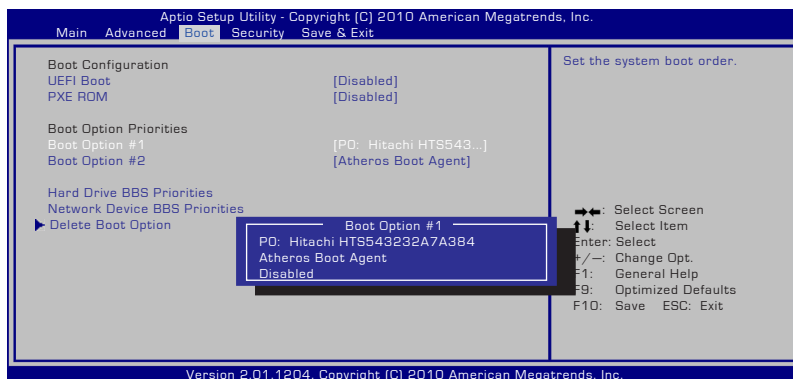 Aptio Setup Utility - Copyright (C) 2010 American Megatrends, Inc.
Main Advanced Boot Security Save & Exit
Boot Configuration
UEFI Boot [Disabled]
PXE ROM [Disabled]
Boot Option Priorities
Boot Option #1 [P0: Hitachi HTS543...]
Boot Option #2 [Atheros Boot Agent]
Hard Drive BBS Priorities
Network Device BBS Priorities
Delete Boot Option
Boot Option #1
P0: Hitachi HTS543232A7A384
Atheros Boot Agent
Disabled
Set the system boot order.
→←: Select Screen
↑↓: Select Item
Enter: Select
+/—: Change Opt.
F1: General Help
F9: Optimized Defaults
F10: Save ESC: Exit
Version 2.01.1204. Copyright (C) 2010 American Megatrends, Inc.